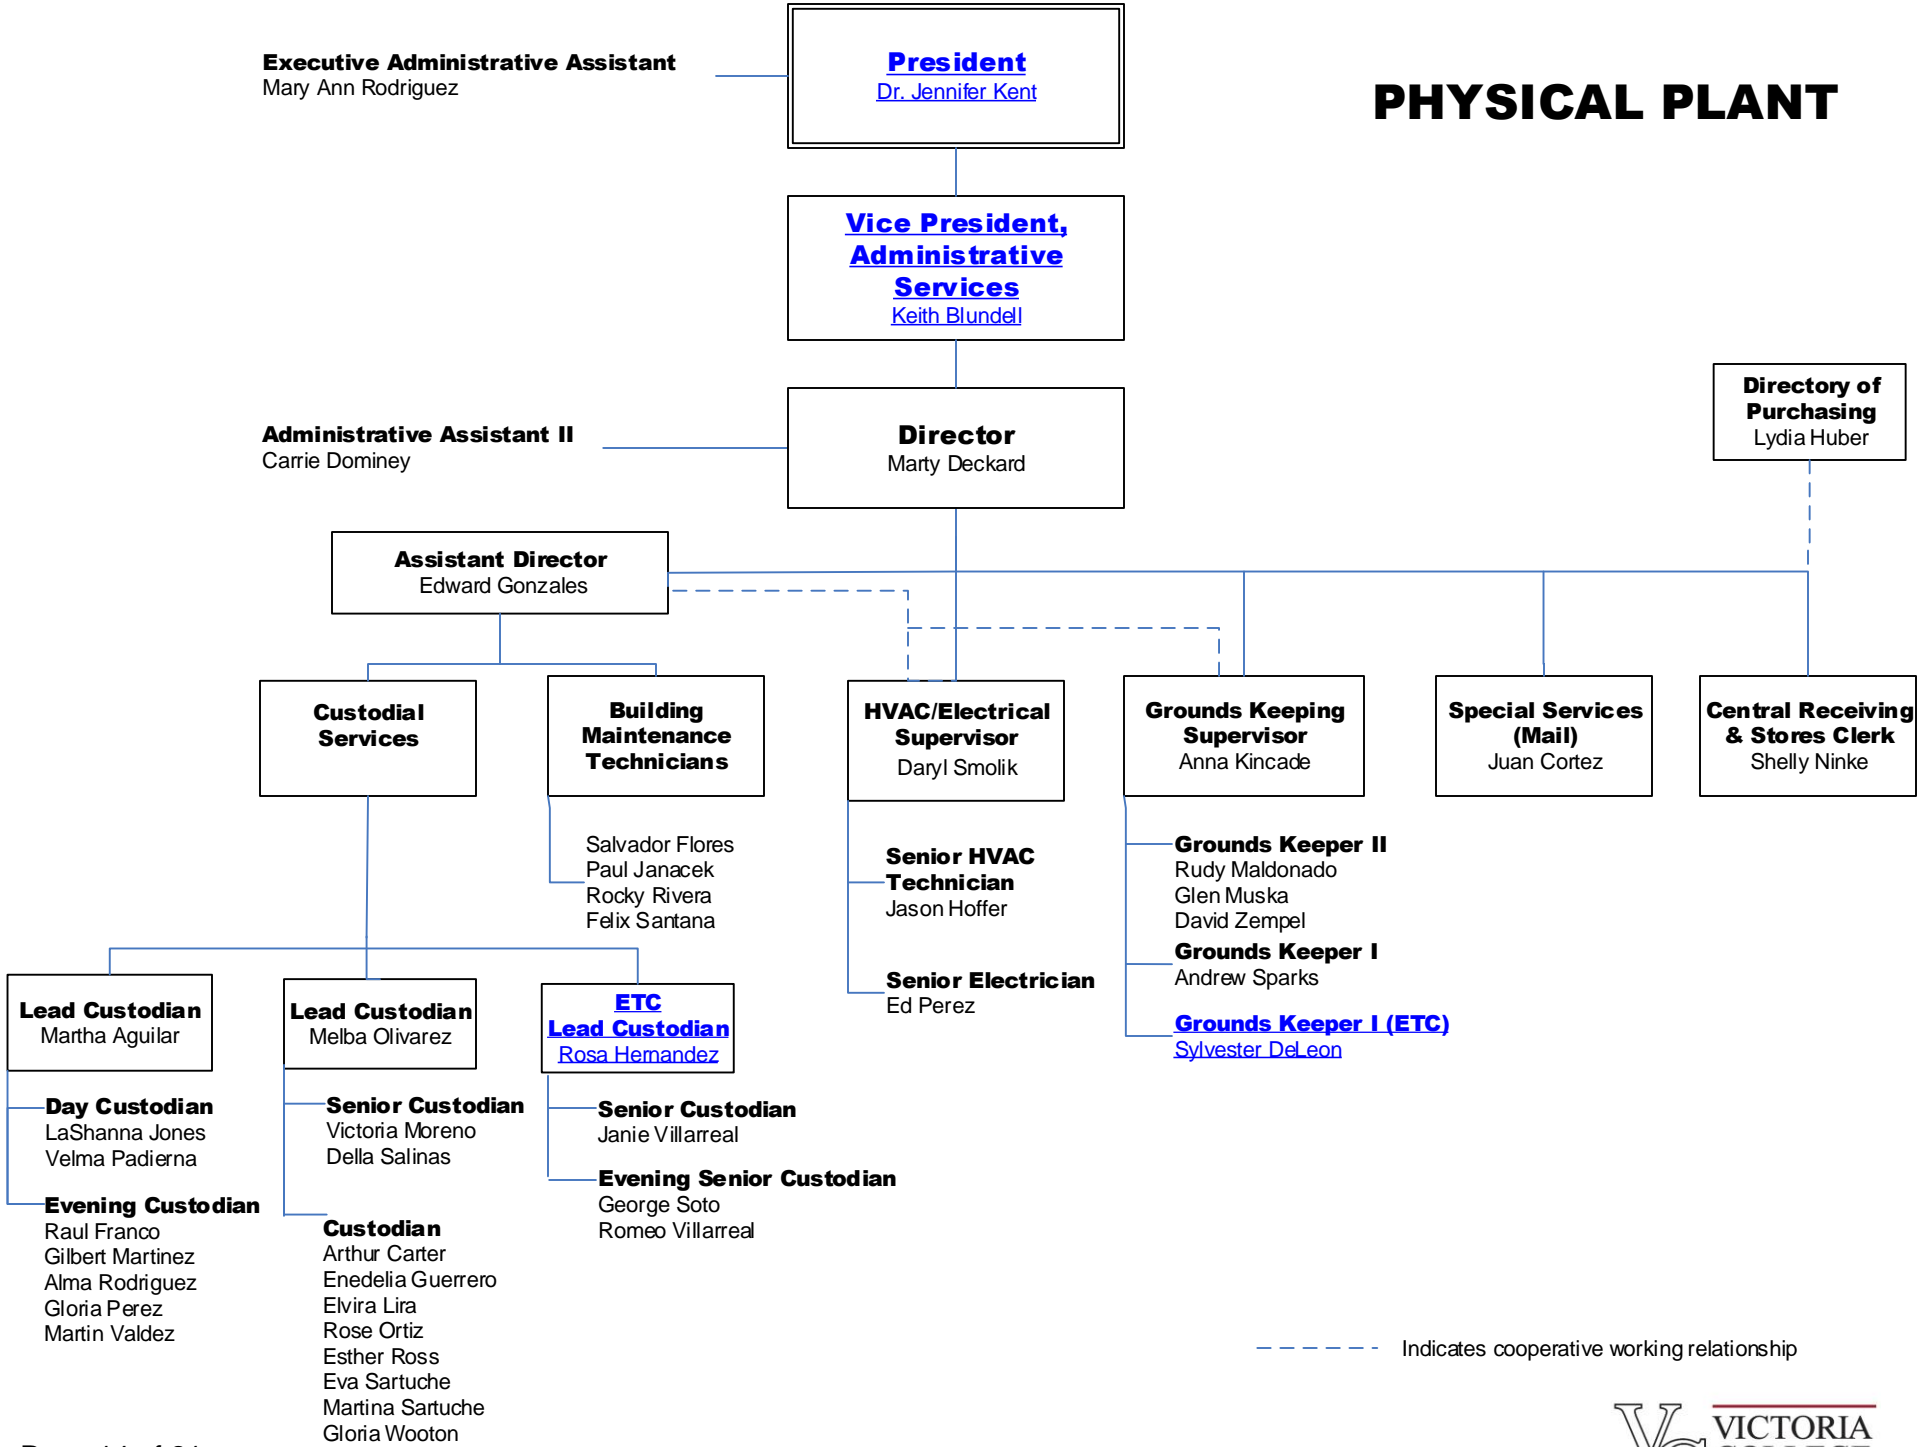 Executive Administrative Assistant
Mary Ann Rodriguez
President
Dr. Jennifer Kent
PHYSICAL PLANT
Vice President,
Administrative
Services
Keith Blundell
Administrative Assistant II
Carrie Dominey
Director
Marty Deckard
Directory of
Purchasing
Lydia Huber
Assistant Director
Edward Gonzales
Custodial
Services
Building
Maintenance
Technicians
HVAC/Electrical
Supervisor
Daryl Smolik
Grounds Keeping
Supervisor
Anna Kincade
Special Services
(Mail)
Juan Cortez
Central Receiving
& Stores Clerk
Shelly Ninke
Salvador Flores
Paul Janacek
Rocky Rivera
Felix Santana
Senior HVAC
Technician
Jason Hoffer
Senior Electrician
Ed Perez
Grounds Keeper II
Rudy Maldonado
Glen Muska
David Zempel
Grounds Keeper I
Andrew Sparks
Grounds Keeper I (ETC)
Sylvester DeLeon
Lead Custodian
Martha Aguilar
Lead Custodian
Melba Olivarez
ETC
Lead Custodian
Rosa Hernandez
Day Custodian
LaShanna Jones
Velma Padierna
Evening Custodian
Raul Franco
Gilbert Martinez
Alma Rodriguez
Gloria Perez
Martin Valdez
Senior Custodian
Victoria Moreno
Della Salinas
Custodian
Arthur Carter
Enedelia Guerrero
Elvira Lira
Rose Ortiz
Esther Ross
Eva Sartuche
Martina Sartuche
Gloria Wooton
Senior Custodian
Janie Villarreal
Evening Senior Custodian
George Soto
Romeo Villarreal
Indicates cooperative working relationship
VC VICTORIA